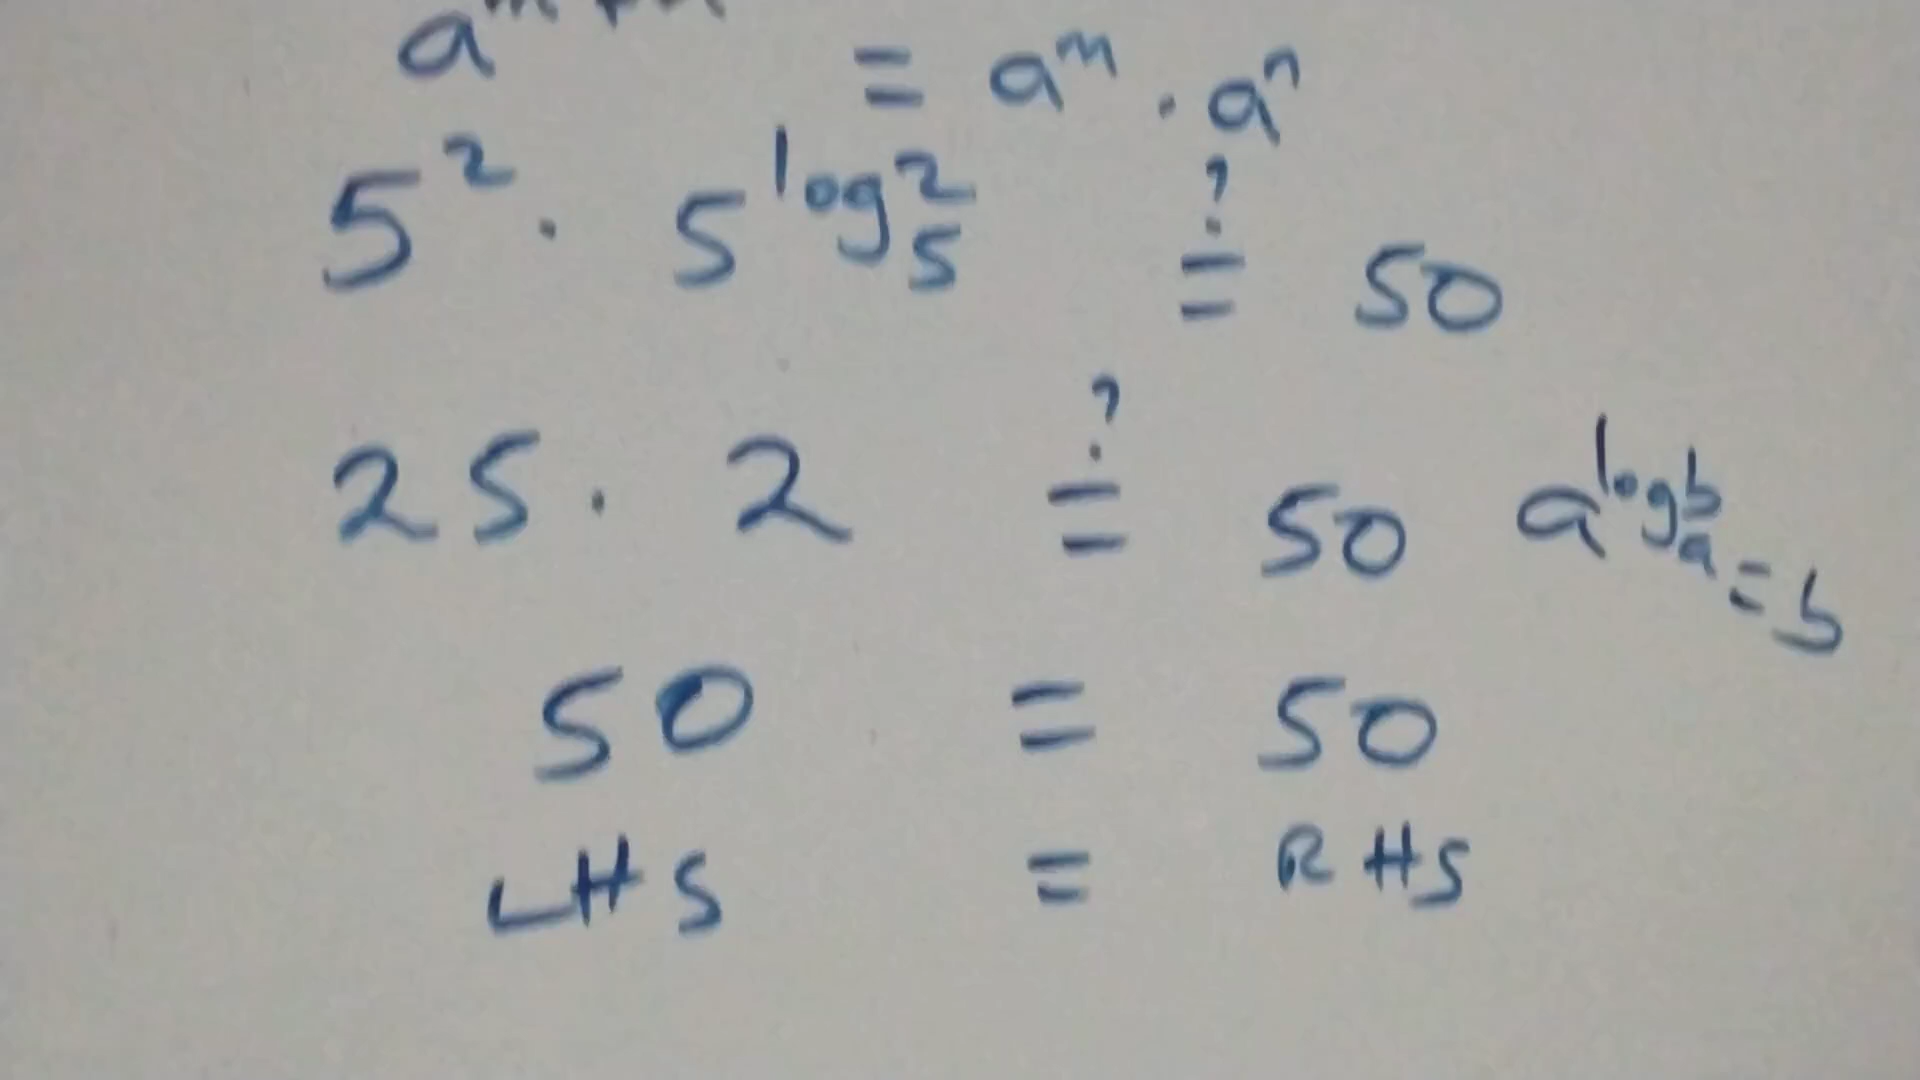 a^{m+n} = a^m · a^n
5^2 · 5^{log_5^2} ?= 50
25 · 2 ?= 50 a^{log_a^b} = b
50 = 50
LHS = RHS